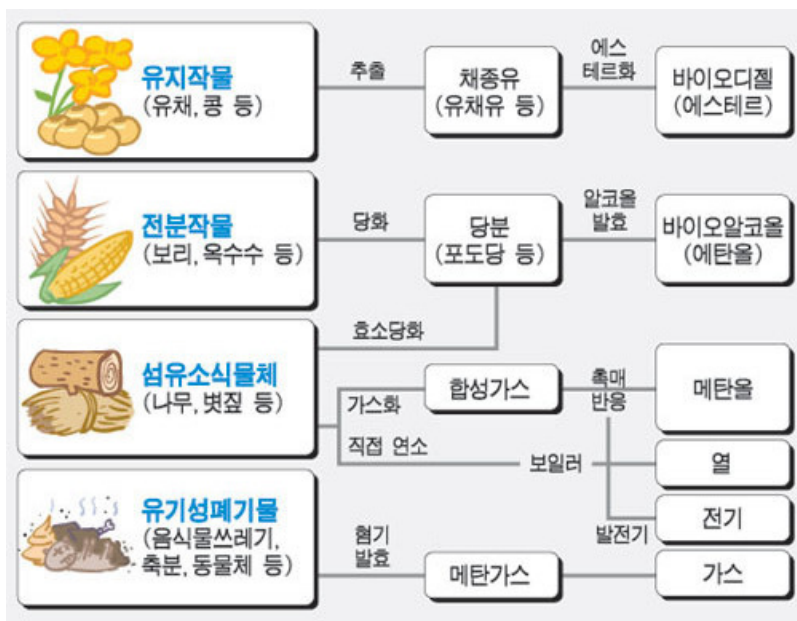 유지작물
(유채, 콩 등)
추출
채종유
(유채유 등)
에스
테르화
바이오디젤
(에스테르)
전분작물
(보리, 옥수수 등)
당화
당분
(포도당 등)
알코올
발효
바이오알코올
(에탄올)
효소당화
섬유소식물체
(나무, 볏짚 등)
가스화
합성가스
촉매
반응
메탄올
직접 연소
보일러
열
전기
발전기
유기성폐기물
(음식물쓰레기,
축분, 동물체 등)
혐기
발효
메탄가스
가스